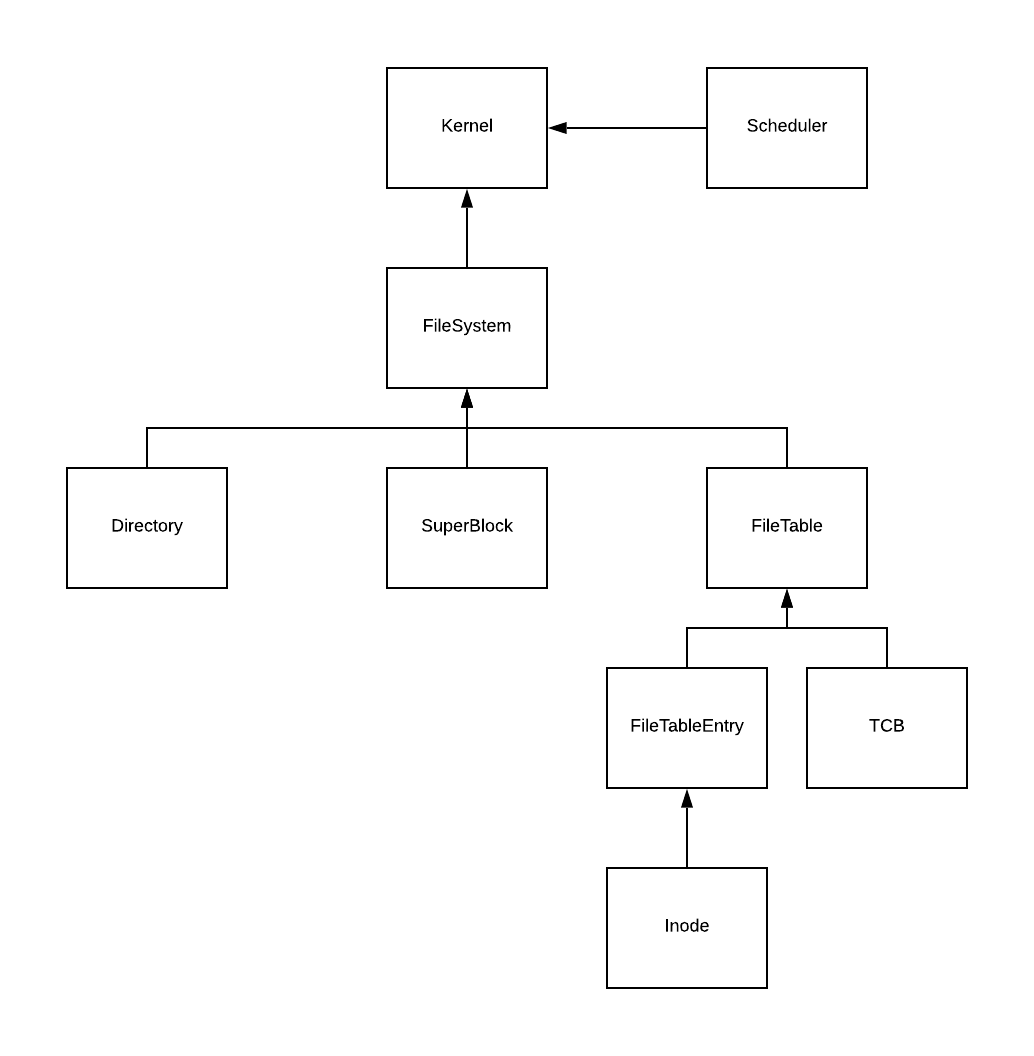 Kernel
Scheduler
FileSystem
Directory
SuperBlock
FileTable
FileTableEntry
TCB
Inode